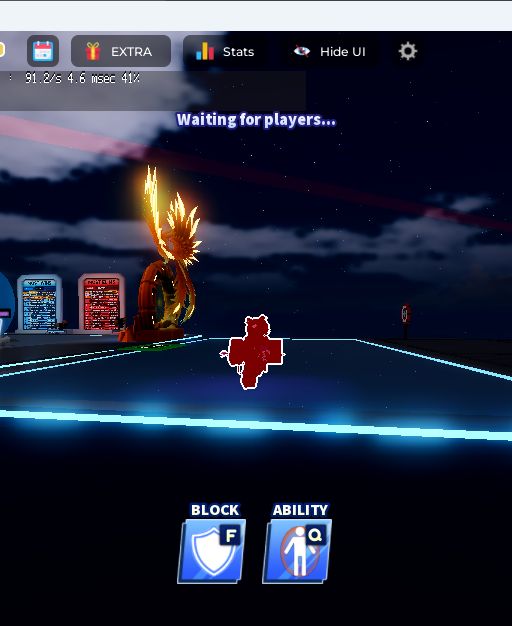 EXTRA
Stats
Hide UI
: 91.2/s 4.6 msec 41%
Waiting for players...
BLOCK
ABILITY
F
Q